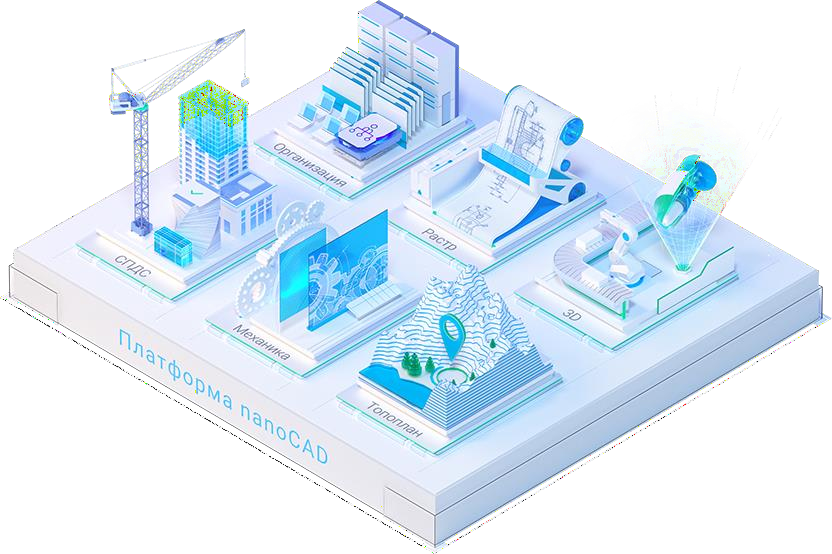 Организация
СПДС
Растр
Механика
3D
Топоплан
Платформа nanoCAD